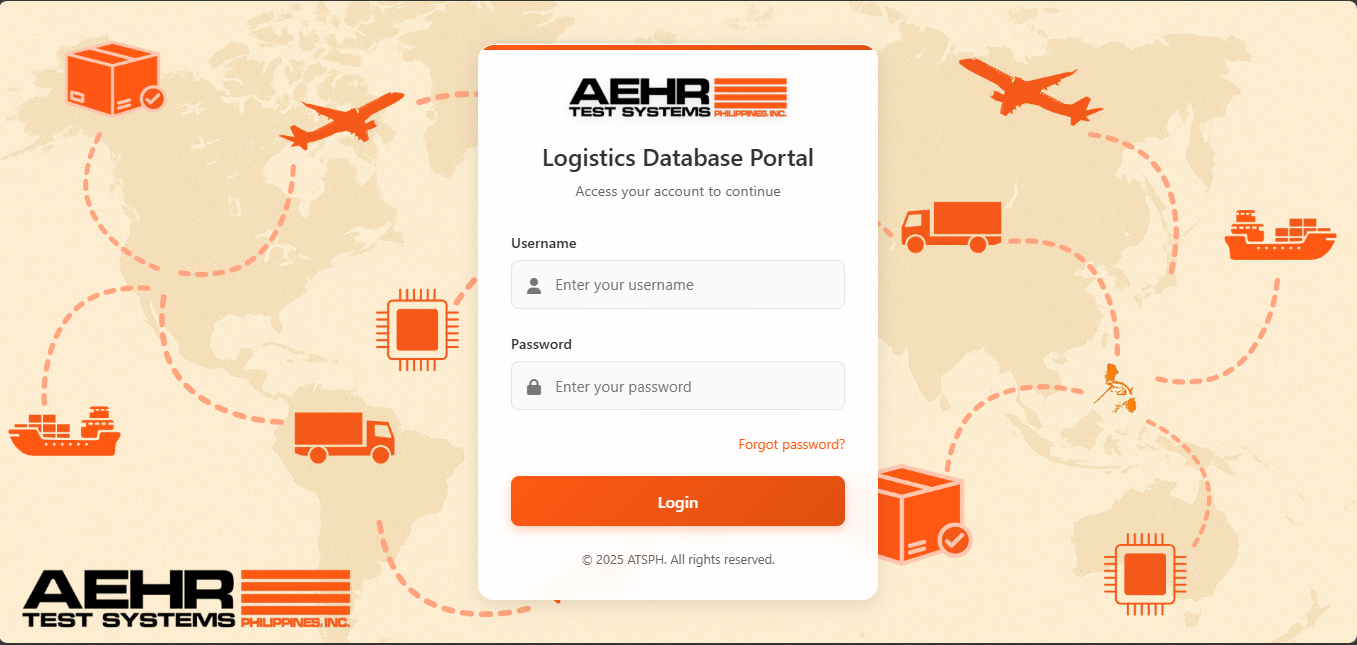 AEHR
TEST SYSTEMS PHILIPPINES, INC.
Logistics Database Portal
Access your account to continue
Username
Enter your username
Password
Enter your password
Forgot password?
Login
© 2025 ATSPH. All rights reserved.
AEHR
TEST SYSTEMS PHILIPPINES, INC.